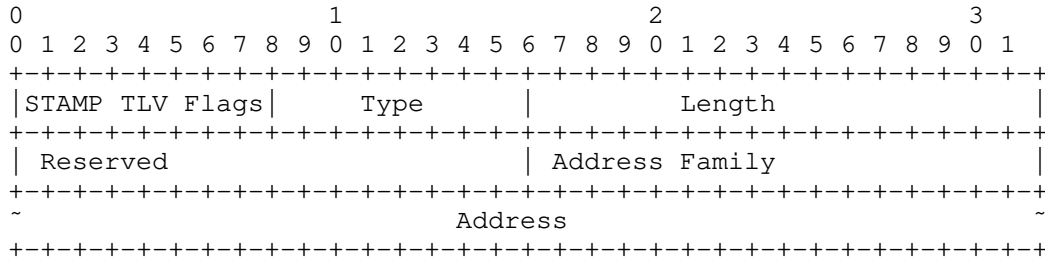 0                   1                   2                   3
0 1 2 3 4 5 6 7 8 9 0 1 2 3 4 5 6 7 8 9 0 1 2 3 4 5 6 7 8 9 0 1
+-+-+-+-+-+-+-+-+-+-+-+-+-+-+-+-+-+-+-+-+-+-+-+-+-+-+-+-+-+-+-+-+
|STAMP TLV Flags|     Type      |         Length                |
+-+-+-+-+-+-+-+-+-+-+-+-+-+-+-+-+-+-+-+-+-+-+-+-+-+-+-+-+-+-+-+-+
| Reserved                      | Address Family                |
+-+-+-+-+-+-+-+-+-+-+-+-+-+-+-+-+-+-+-+-+-+-+-+-+-+-+-+-+-+-+-+-+
~                           Address                             ~
+-+-+-+-+-+-+-+-+-+-+-+-+-+-+-+-+-+-+-+-+-+-+-+-+-+-+-+-+-+-+-+-+